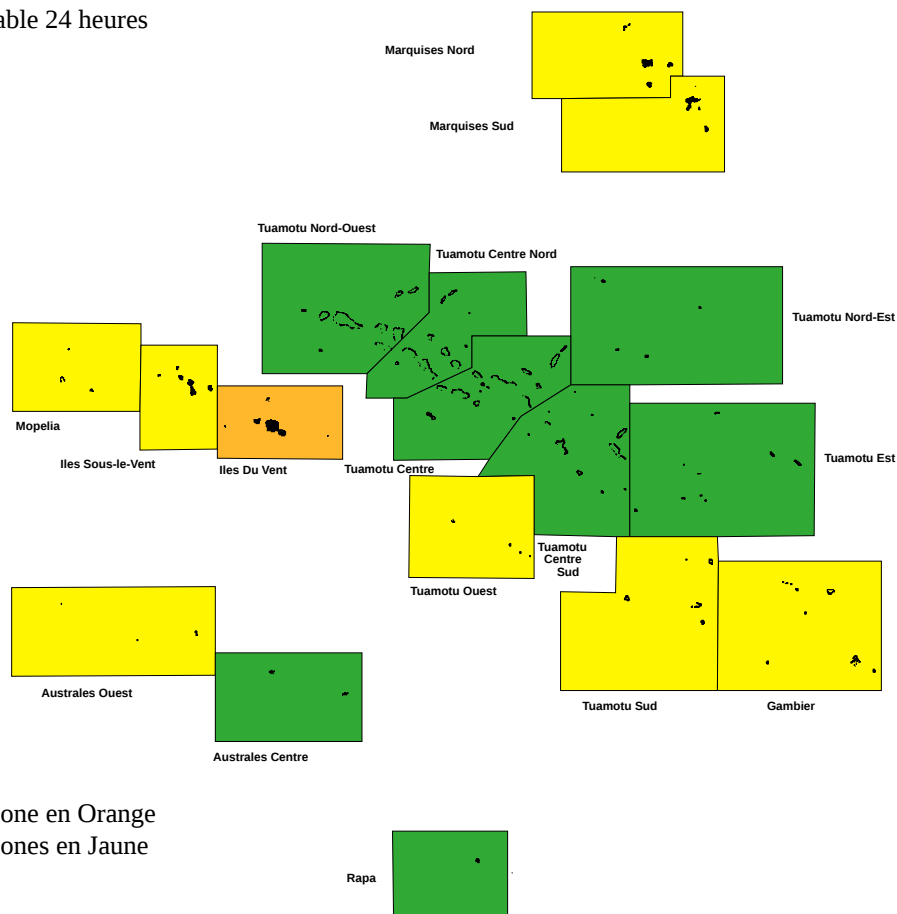 able 24 heures
Marquises Nord
Marquises Sud
Tuamotu Nord-Ouest
Tuamotu Centre Nord
Tuamotu Nord-Est
Mopelia
Iles Sous-le-Vent
Iles Du Vent
Tuamotu Centre
Tuamotu Est
Tuamotu
Centre
Sud
Tuamotu Ouest
Australes Ouest
Tuamotu Sud
Gambier
Australes Centre
one en Orange
ones en Jaune
Rapa